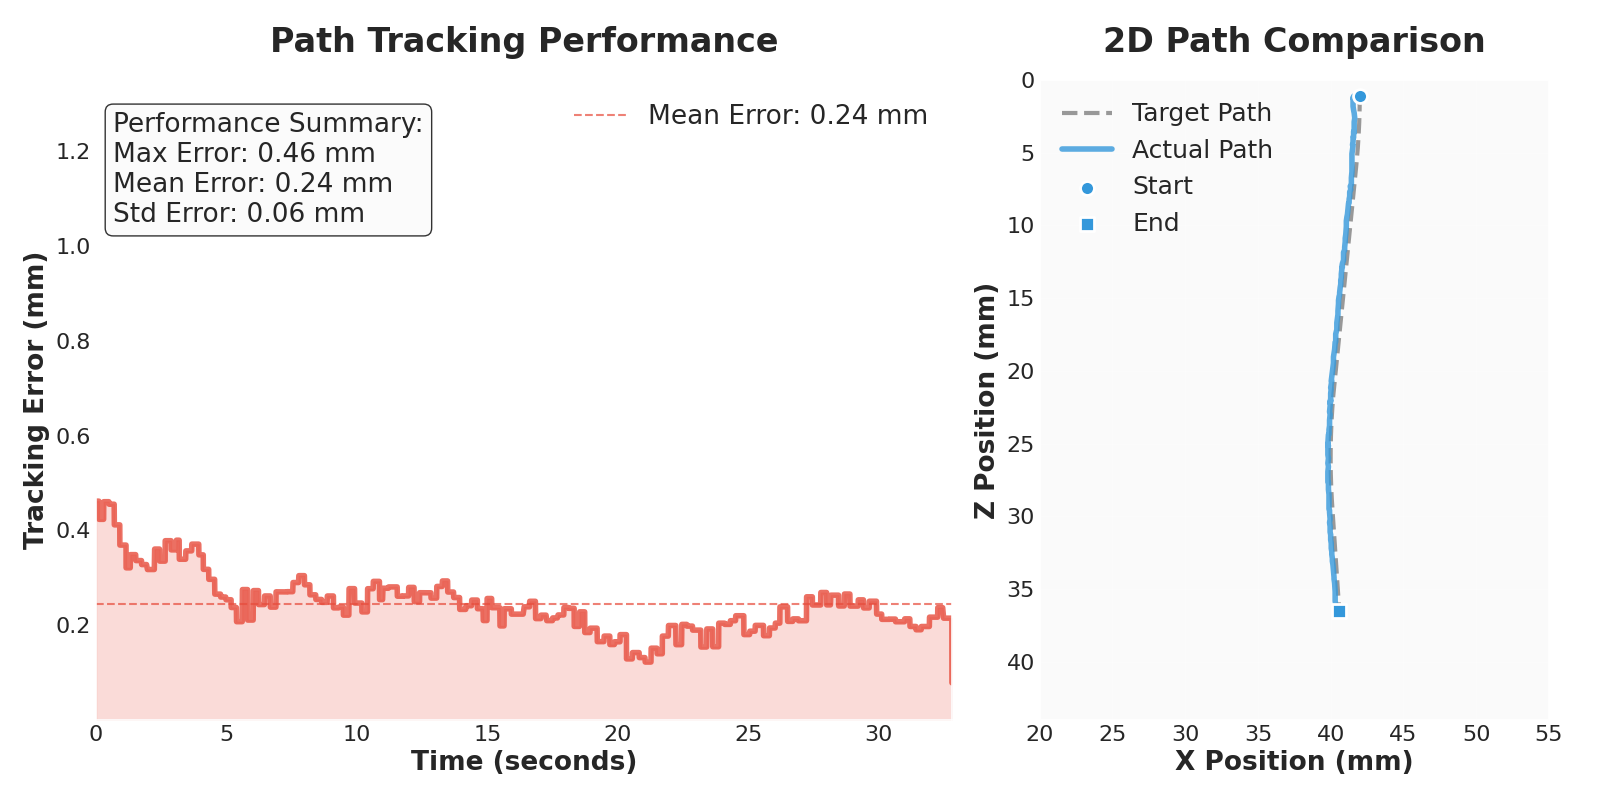 Path Tracking Performance
Performance Summary:
Max Error: 0.46 mm
Mean Error: 0.24 mm
Std Error: 0.06 mm
Mean Error: 0.24 mm
Tracking Error (mm)
1.2
1.0
0.8
0.6
0.4
0.2
0 5 10 15 20 25 30
Time (seconds)
2D Path Comparison
Target Path
Actual Path
Start
End
Z Position (mm)
0
5
10
15
20
25
30
35
40
20 25 30 35 40 45 50 55
X Position (mm)